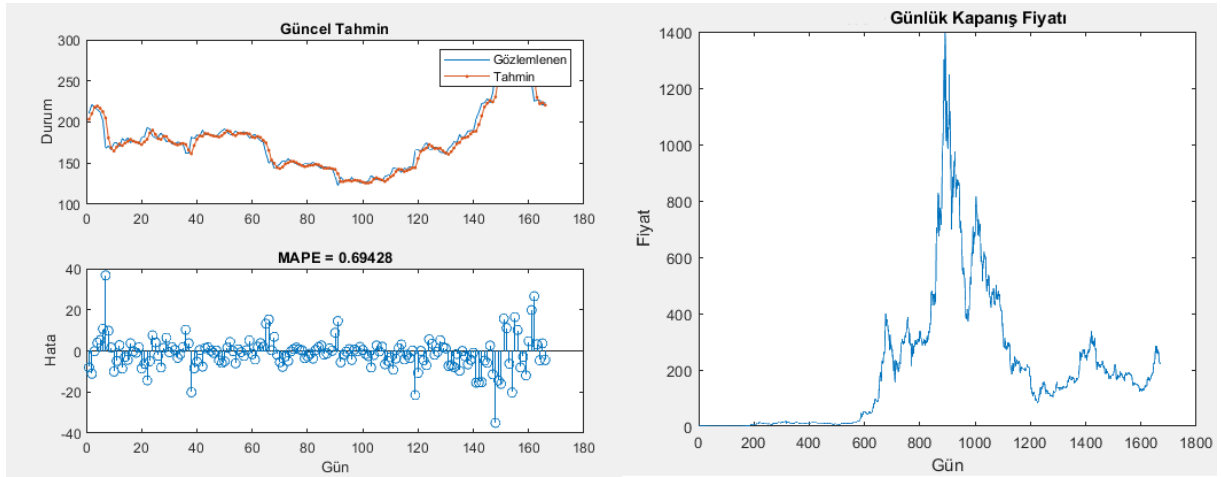 Güncel Tahmin
300
250
200
150
100
Durum
Gözlemlenen
Tahmin
0 20 40 60 80 100 120 140 160 180
MAPE = 0.69428
40
20
0
-20
-40
Hata
0 20 40 60 80 100 120 140 160 180
Gün
Günlük Kapanış Fiyatı
1400
1200
1000
800
600
400
200
0
Fiyat
0 200 400 600 800 1000 1200 1400 1600 1800
Gün